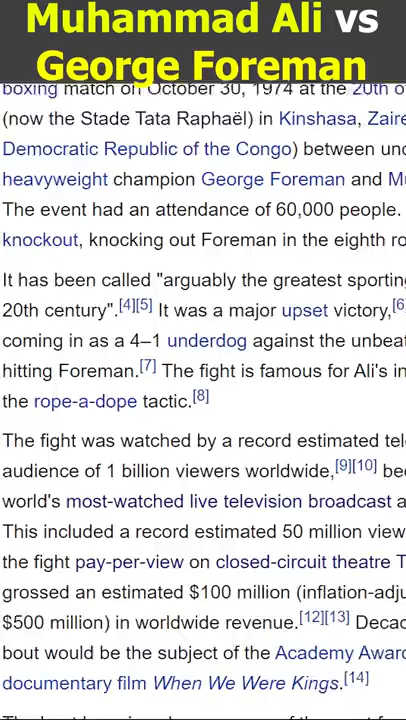 Muhammad Ali vs
George Foreman
boxing match on October 30, 1974 at the 20th o
(now the Stade Tata Raphaël) in Kinshasa, Zaire
Democratic Republic of the Congo) between und
heavyweight champion George Foreman and Mu
The event had an attendance of 60,000 people.
knockout, knocking out Foreman in the eighth ro
It has been called "arguably the greatest sporting
20th century".[4][5] It was a major upset victory,[6
coming in as a 4–1 underdog against the unbeat
hitting Foreman.[7] The fight is famous for Ali's in
the rope-a-dope tactic.[8]
The fight was watched by a record estimated tel
audience of 1 billion viewers worldwide,[9][10] bec
world's most-watched live television broadcast a
This included a record estimated 50 million view
the fight pay-per-view on closed-circuit theatre T
grossed an estimated $100 million (inflation-adju
$500 million) in worldwide revenue.[12][13] Decad
bout would be the subject of the Academy Award
documentary film When We Were Kings.[14]